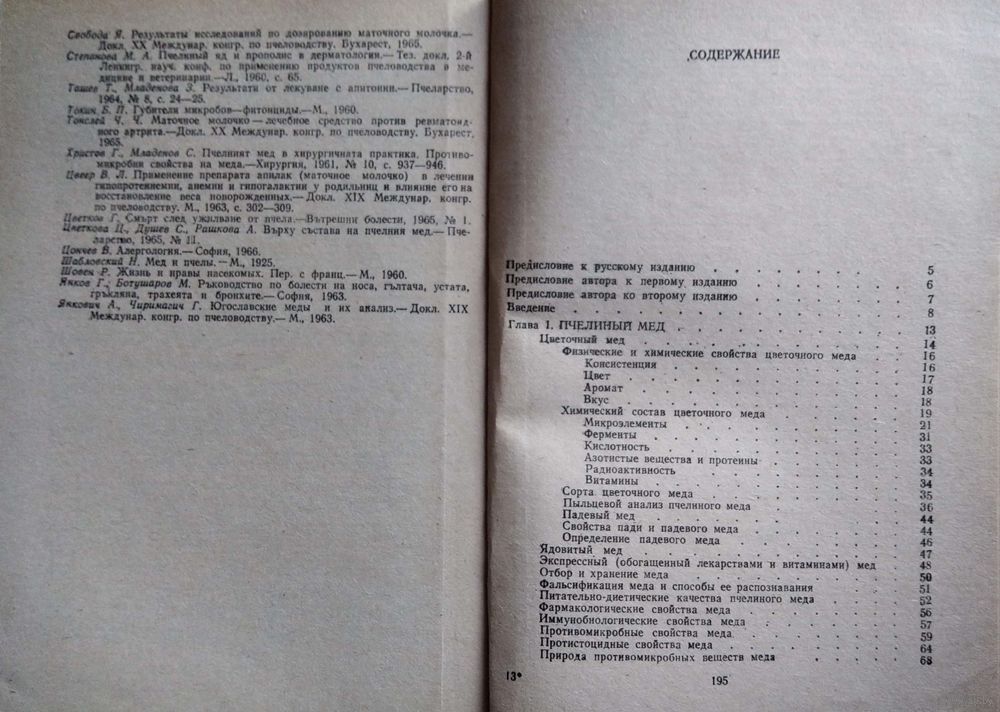 Свобода Я. Результаты исследований по дозированию маточного молочка.—
Докл. XX Междунар. конгр. по пчеловодству. Бухарест, 1965.
Степанова М. А. Пчелиный яд и прополис в дерматологии.— Тез. докл. 2-й
Ленингр. науч. конф. по применению продуктов пчеловодства в ме-
дицине и ветеринарии.—Л., 1960, с. 65.
Ташев Т., Младенова З. Резултати от лекуване с апитонин.— Пчеларство,
1964, № 8, с. 24—25.
Токин Б. П. Губители микробов—фитонциды.— М., 1960.
Тонслей Ч. Ч. Маточное молочко — лечебное средство против ревматоид-
ного артрита.—Докл. XX Междунар. конгр. по пчеловодству. Бухарест,
1965.
Христов Г., Младенов С. Пчелният мед в хирургичната практика. Противо-
микробни свойства на меда.—Хирургия, 1961, № 10, с. 937—946.
Цвеер В. Л. Применение препарата апилак (маточное молочко) в лечении
гипопротеинемии, анемии и гипогалактии у родильниц и влияние его на
восстановление веса новорожденных.— Докл. XIX Междунар. конгр.
по пчеловодству. М., 1963, с. 302—309.
Цветков Г. Смърт след ужилване от пчела.—Вътрешни болести, 1965, № 1.
Цветкова Ц., Душев С., Рашкова А. Върху състава на пчелния мед.— Пче-
ларство, 1965, № 11.
Цончев В. Алергология.— София, 1966.
Шабловский Н. Мед и пчелы.— М., 1925.
Шовен Р. Жизнь и нравы насекомых. Пер. с франц.— М., 1960.
Янков Г., Ботушаров М. Ръководство по болести на носа, гълтача, устата,
гръкляна, трахеята и бронхите.— София, 1963.
Янкович А., Чиримагич Г. Югославские меды и их анализ.— Докл. XIX
Междунар. конгр. по пчеловодству.— М., 1963.
СОДЕРЖАНИЕ
Предисловие к русскому изданию . . . . . . . . 5
Предисловие автора к первому изданию . . . . . . . 6
Предисловие автора ко второму изданию . . . . . . . 7
Введение . . . . . . . . . . . . . 8
Глава 1. ПЧЕЛИНЫЙ МЕД . . . . . . . . . 13
Цветочный мед . . . . . . . . . . . 14
Физические и химические свойства цветочного меда . . . 16
Консистенция . . . . . . . . . . 16
Цвет . . . . . . . . . . . 17
Аромат . . . . . . . . . . . 18
Вкус . . . . . . . . . . . 18
Химический состав цветочного меда . . . . . . 19
Микроэлементы . . . . . . . . . . 21
Ферменты . . . . . . . . . . 31
Кислотность . . . . . . . . . . 33
Азотистые вещества и протеины . . . . . . 33
Радиоактивность . . . . . . . . . 34
Витамины . . . . . . . . . . 34
Сорта цветочного меда . . . . . . . . 35
Пыльцевой анализ пчелиного меда . . . . . . 36
Падевый мед . . . . . . . . . . 44
Свойства пади и падевого меда . . . . . . . 44
Определение падевого меда . . . . . . . 46
Ядовитый мед . . . . . . . . . . . 47
Экспрессный (обогащенный лекарствами и витаминами) мед 48
Отбор и хранение меда . . . . . . . . . 50
Фальсификация меда и способы ее распознавания . . . . 51
Питательно-диетические качества пчелиного меда . . . . 52
Фармакологические свойства меда . . . . . . . 56
Иммунобиологические свойства меда . . . . . . . 57
Противомикробные свойства меда . . . . . . . 59
Протистоцидные свойства меда . . . . . . . . 64
Природа противомикробных веществ меда . . . . . 68
13*
195